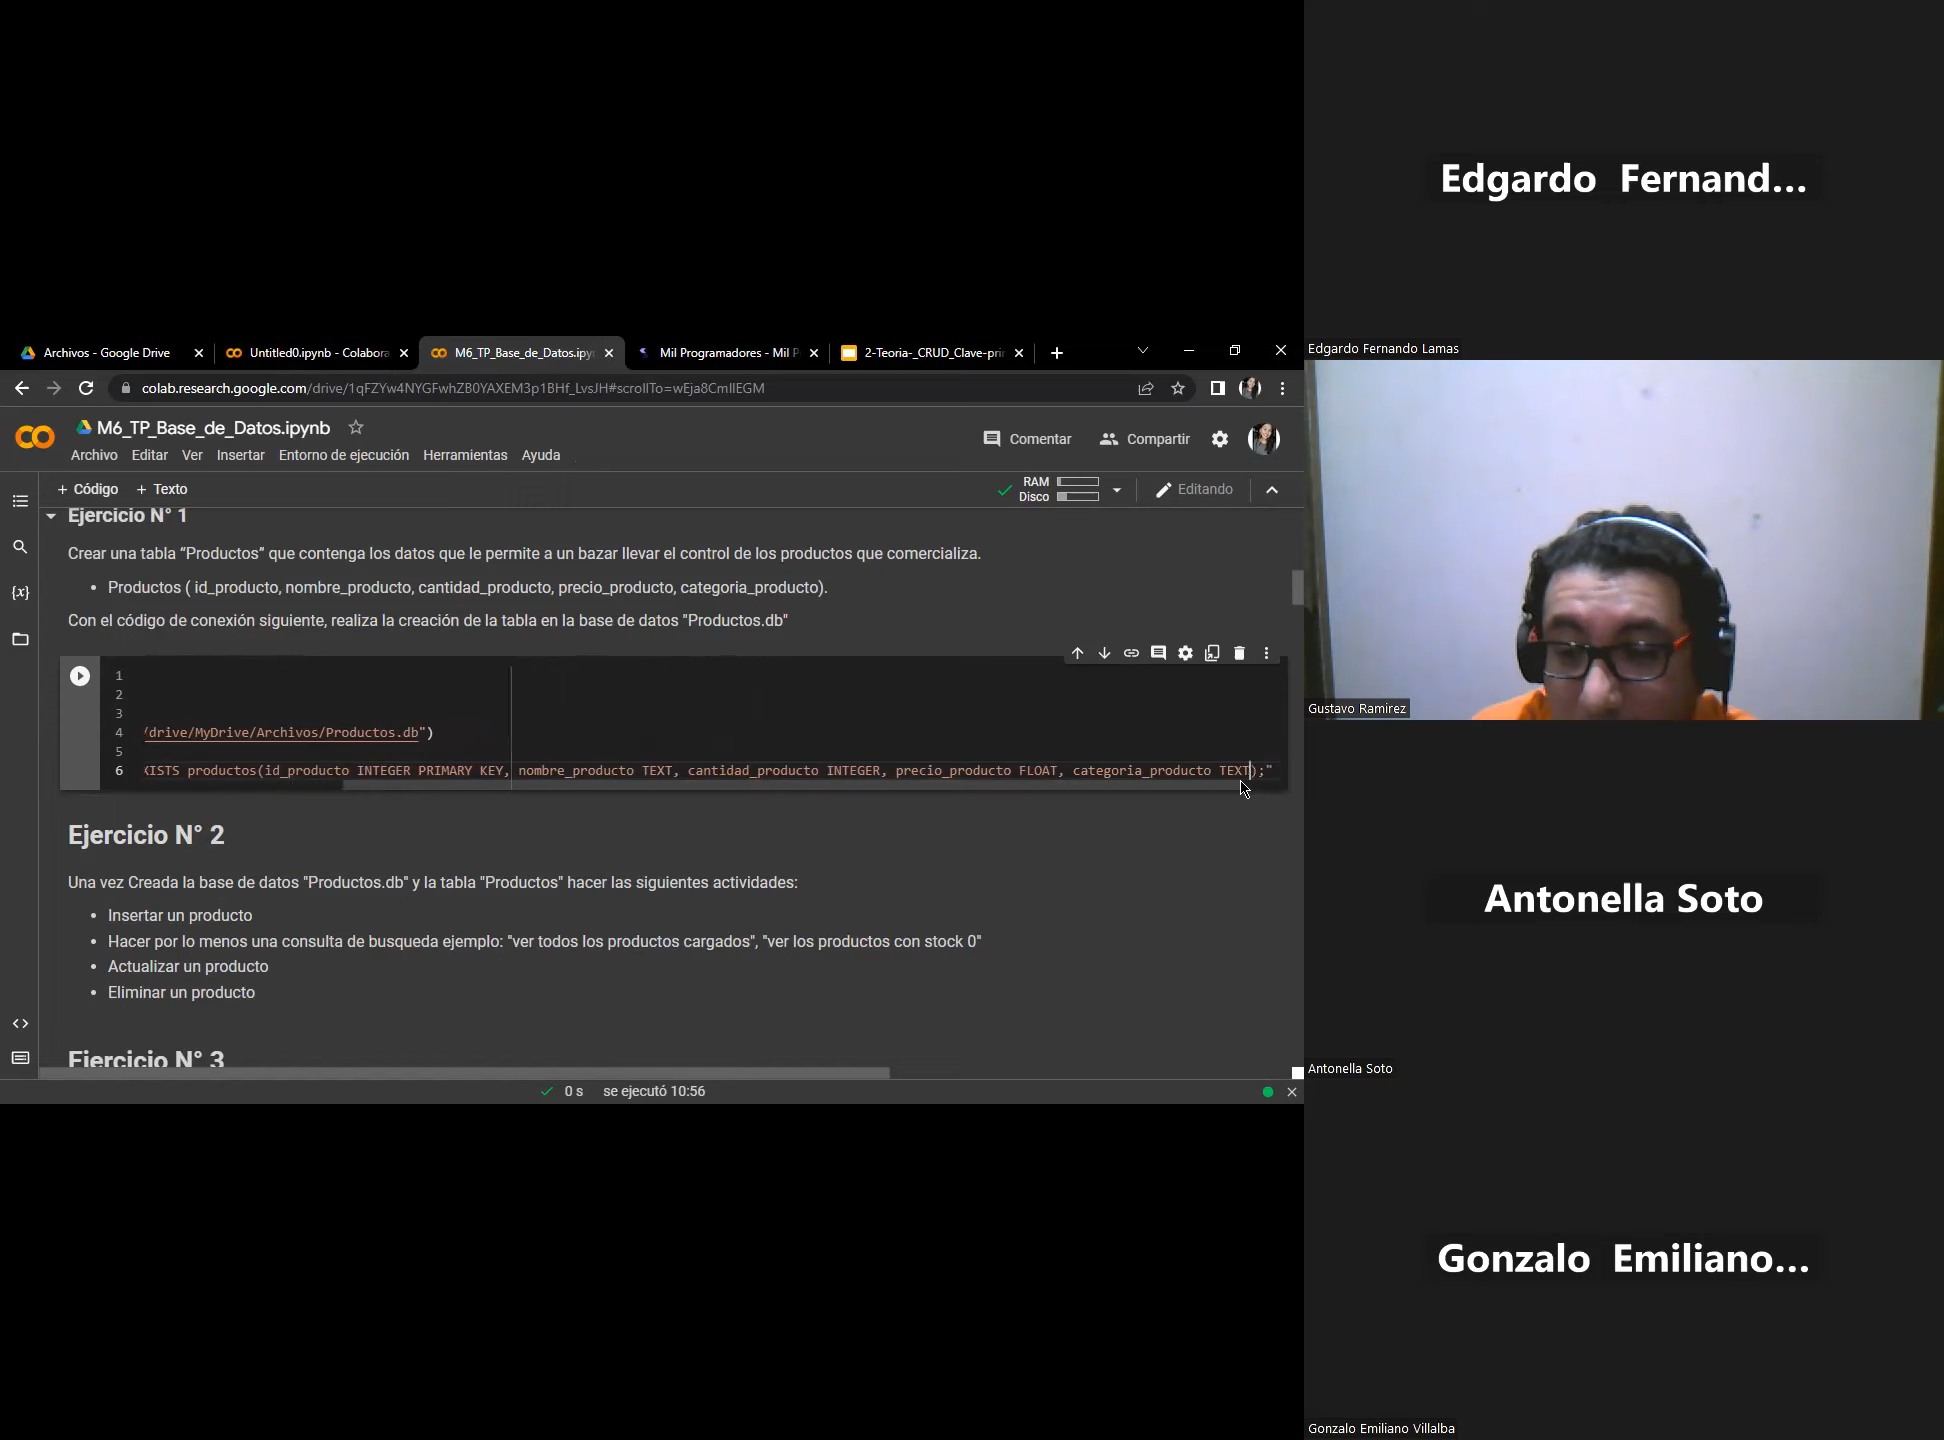 Archivos - Google Drive
Untitled0.ipynb - Colabora
M6_TP_Base_de_Datos.ipy
Mil Programadores - Mil P
2-Teoria-_CRUD_Clave-pri
colab.research.google.com/drive/1qFZYw4NYGFwhZB0YAXEM3p1BHf_LvsJH#scrollTo=wEja8CmIlEGM
CO
M6_TP_Base_de_Datos.ipynb
Comentar
Compartir
Archivo Editar Ver Insertar Entorno de ejecución Herramientas Ayuda
+ Código + Texto
RAM
Disco
Editando
Ejercicio N° 1
Crear una tabla “Productos” que contenga los datos que le permite a un bazar llevar el control de los productos que comercializa.
• Productos ( id_producto, nombre_producto, cantidad_producto, precio_producto, categoria_producto).
Con el código de conexión siguiente, realiza la creación de la tabla en la base de datos "Productos.db"
1
2
3
4 /drive/MyDrive/Archivos/Productos.db")
5
6 XISTS productos(id_producto INTEGER PRIMARY KEY, nombre_producto TEXT, cantidad_producto INTEGER, precio_producto FLOAT, categoria_producto TEXT);"
Ejercicio N° 2
Una vez Creada la base de datos "Productos.db" y la tabla "Productos" hacer las siguientes actividades:
• Insertar un producto
• Hacer por lo menos una consulta de busqueda ejemplo: "ver todos los productos cargados", "ver los productos con stock 0"
• Actualizar un producto
• Eliminar un producto
Ejercicio N° 3
0 s se ejecutó 10:56
Edgardo Fernand...
Edgardo Fernando Lamas
Gustavo Ramirez
Antonella Soto
Antonella Soto
Gonzalo Emiliano...
Gonzalo Emiliano Villalba